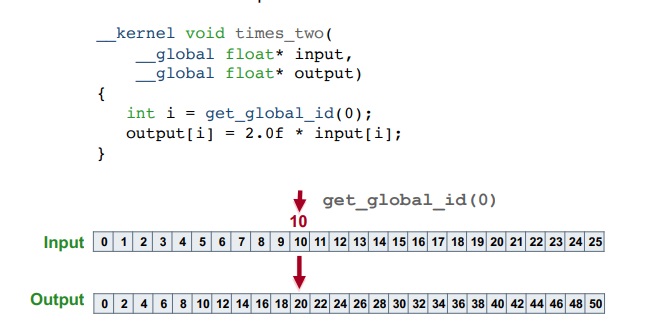 __kernel void times_two(
__global float* input,
__global float* output)
{
int i = get_global_id(0);
output[i] = 2.0f * input[i];
}
get_global_id(0)
10
Input 0 1 2 3 4 5 6 7 8 9 10 11 12 13 14 15 16 17 18 19 20 21 22 23 24 25
Output 0 2 4 6 8 10 12 14 16 18 20 22 24 26 28 30 32 34 36 38 40 42 44 46 48 50